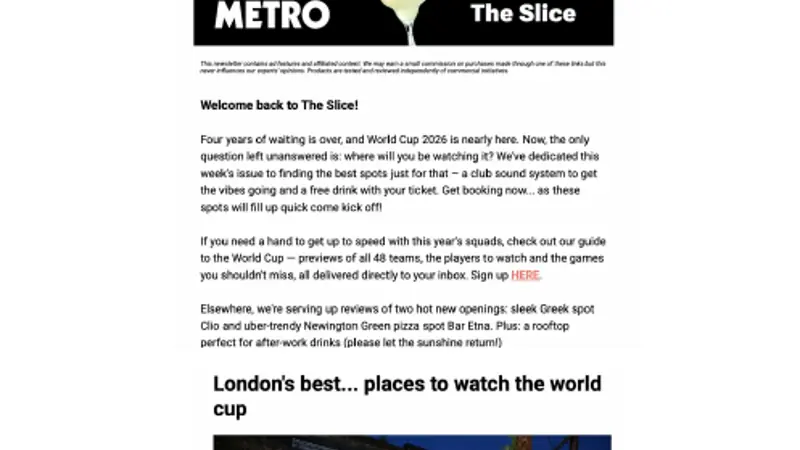 METRO
The Slice
This newsletter contains ad features and affiliated content. We may earn a small commission on purchases made through one of these links but this
never influences our experts' opinions. Products are tested and reviewed independently of commercial initiatives.
Welcome back to The Slice!
Four years of waiting is over, and World Cup 2026 is nearly here. Now, the only
question left unanswered is: where will you be watching it? We've dedicated this
week's issue to finding the best spots just for that – a club sound system to get
the vibes going and a free drink with your ticket. Get booking now... as these
spots will fill up quick come kick off!
If you need a hand to get up to speed with this year's squads, check out our guide
to the World Cup — previews of all 48 teams, the players to watch and the games
you shouldn't miss, all delivered directly to your inbox. Sign up HERE.
Elsewhere, we're serving up reviews of two hot new openings: sleek Greek spot
Clio and uber-trendy Newington Green pizza spot Bar Etna. Plus: a rooftop
perfect for after-work drinks (please let the sunshine return!)
London's best... places to watch the world
cup